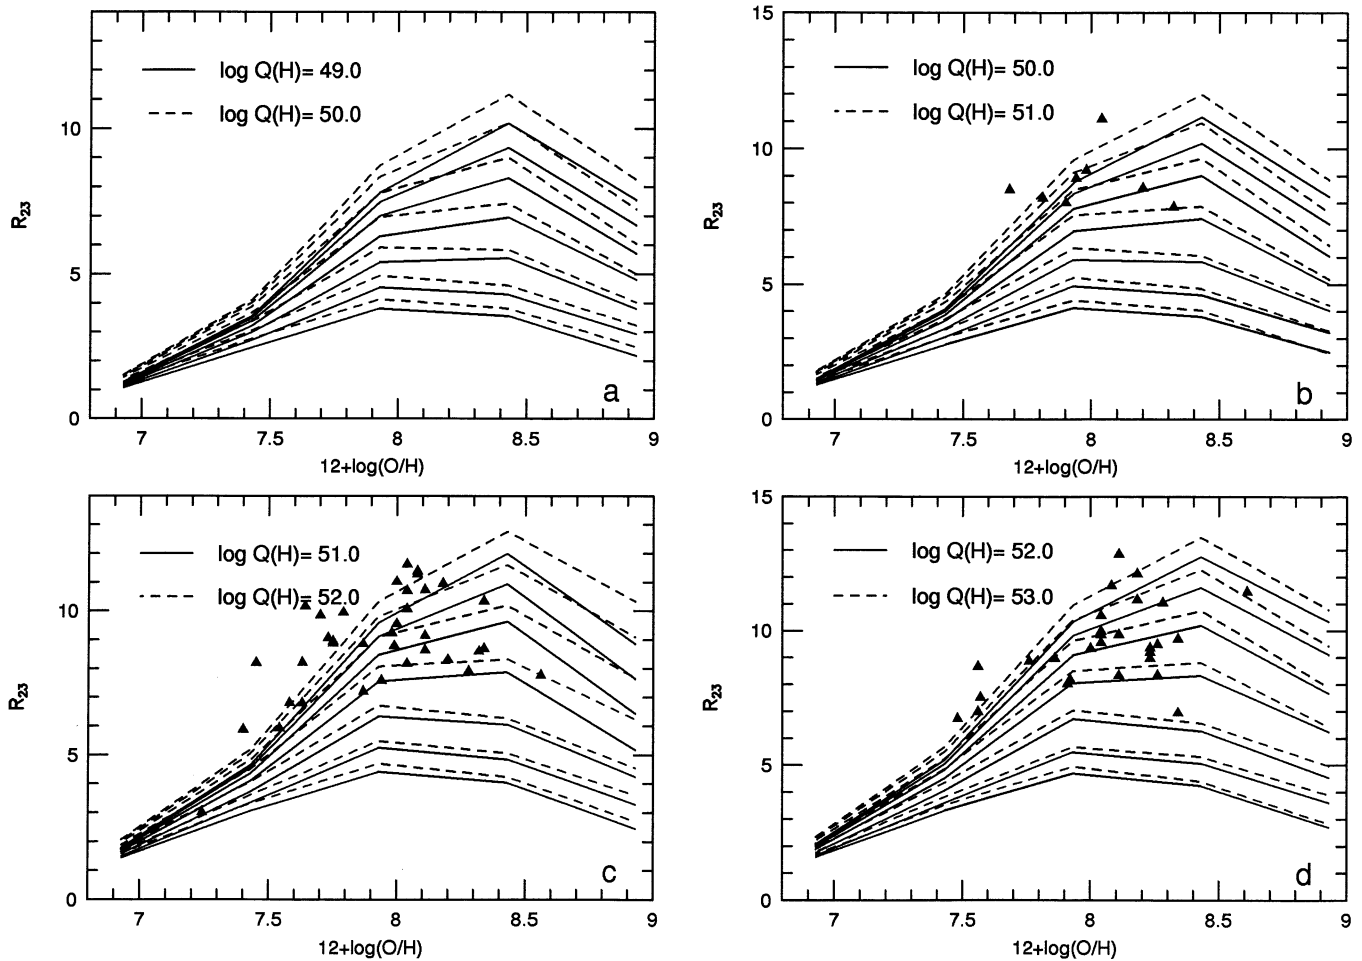 15
log Q(H)= 49.0
log Q(H)= 50.0
log Q(H)= 50.0
log Q(H)= 51.0
10
10
R23
R23
5
5
a
b
0
0
7 7.5 8 8.5 9
7 7.5 8 8.5 9
12+log(O/H)
12+log(O/H)
15
log Q(H)= 51.0
log Q(H)= 52.0
log Q(H)= 52.0
log Q(H)= 53.0
10
10
R23
R23
5
5
c
d
0
0
7 7.5 8 8.5 9
7 7.5 8 8.5 9
12+log(O/H)
12+log(O/H)